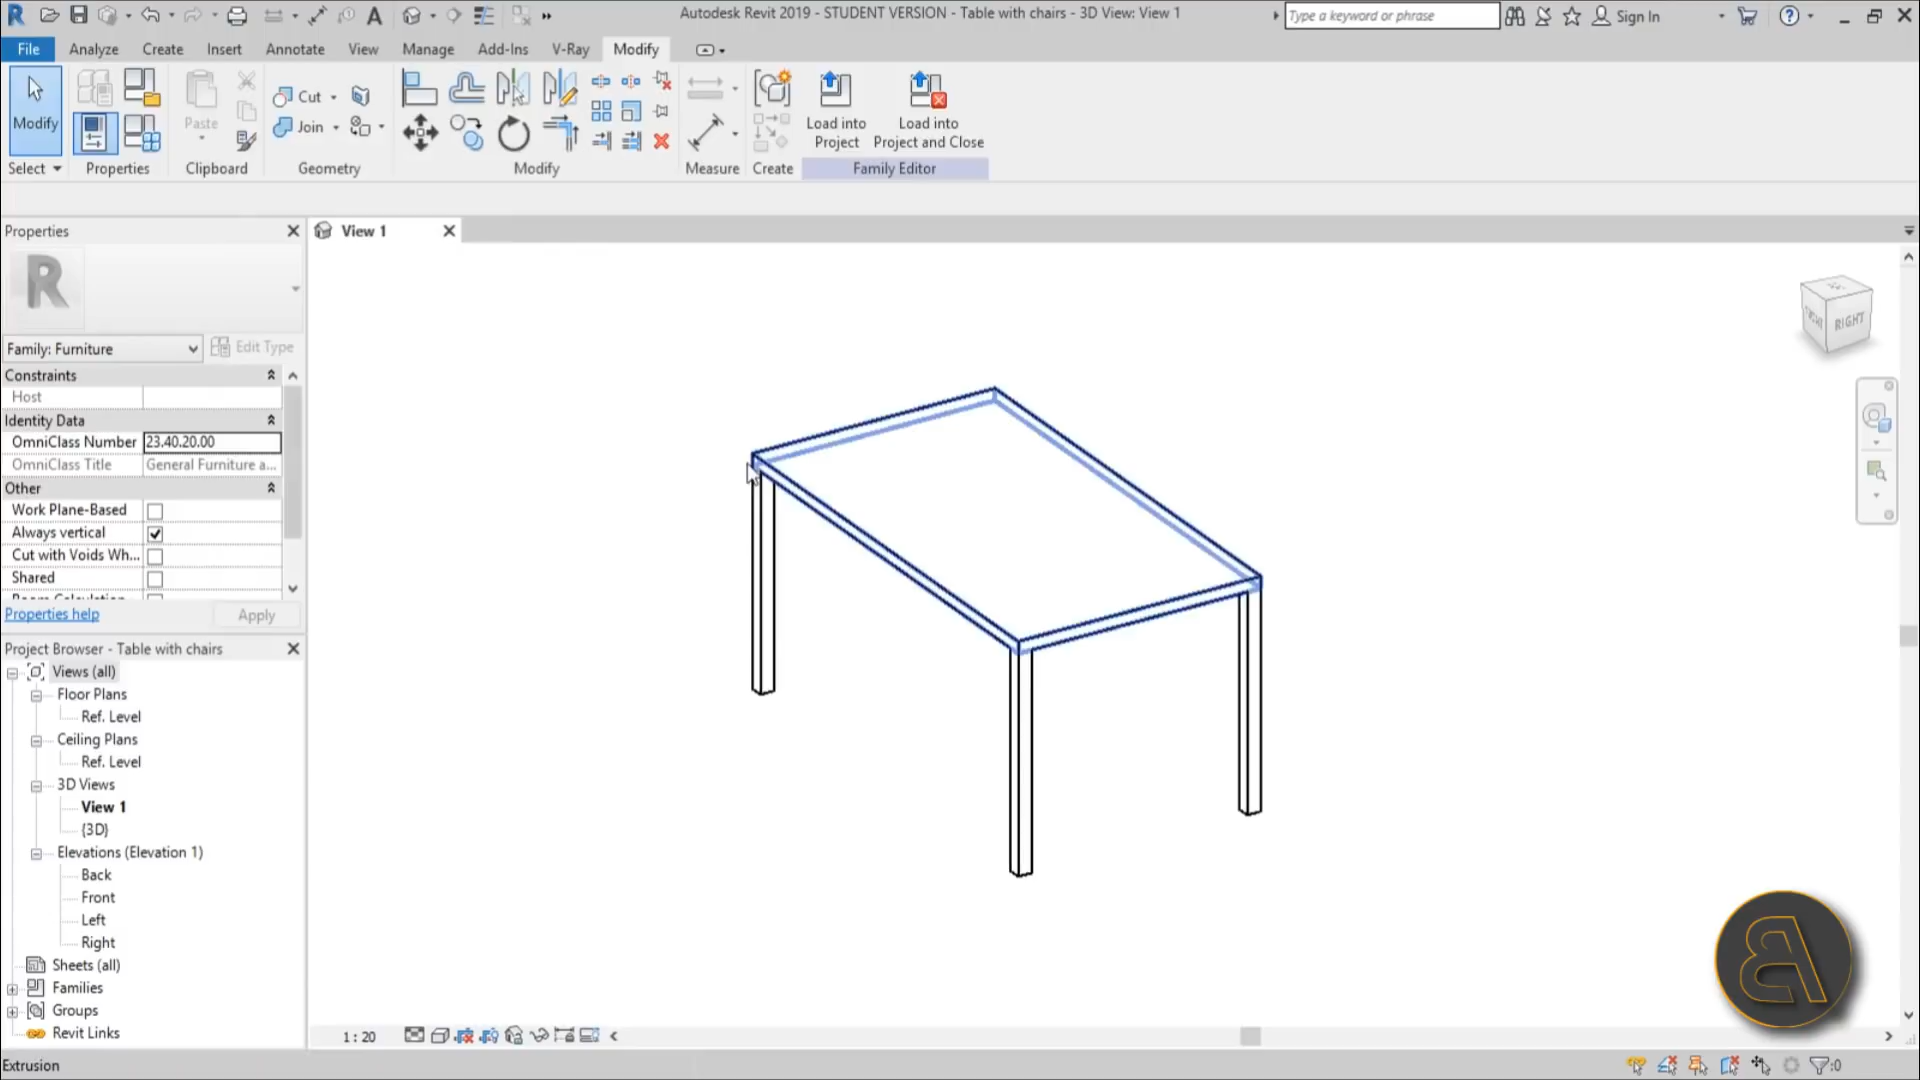 Autodesk Revit 2019 - STUDENT VERSION - Table with chairs - 3D View: View 1
Type a keyword or phrase
Sign In
File Analyze Create Insert Annotate View Manage Add-Ins V-Ray Modify
Modify
Paste
Cut
Join
Load into Project
Load into Project and Close
Select Properties Clipboard Geometry Modify Measure Create Family Editor
Properties
View 1
R
Family: Furniture
Edit Type
Constraints
Host
Identity Data
OmniClass Number 23.40.20.00
OmniClass Title General Furniture a...
Other
Work Plane-Based
Always vertical
Cut with Voids Wh...
Shared
Properties help
Apply
Project Browser - Table with chairs
Views (all)
Floor Plans
Ref. Level
Ceiling Plans
Ref. Level
3D Views
View 1
{3D}
Elevations (Elevation 1)
Back
Front
Left
Right
Sheets (all)
Families
Groups
Revit Links
RIGHT
1 : 20
Extrusion
:0